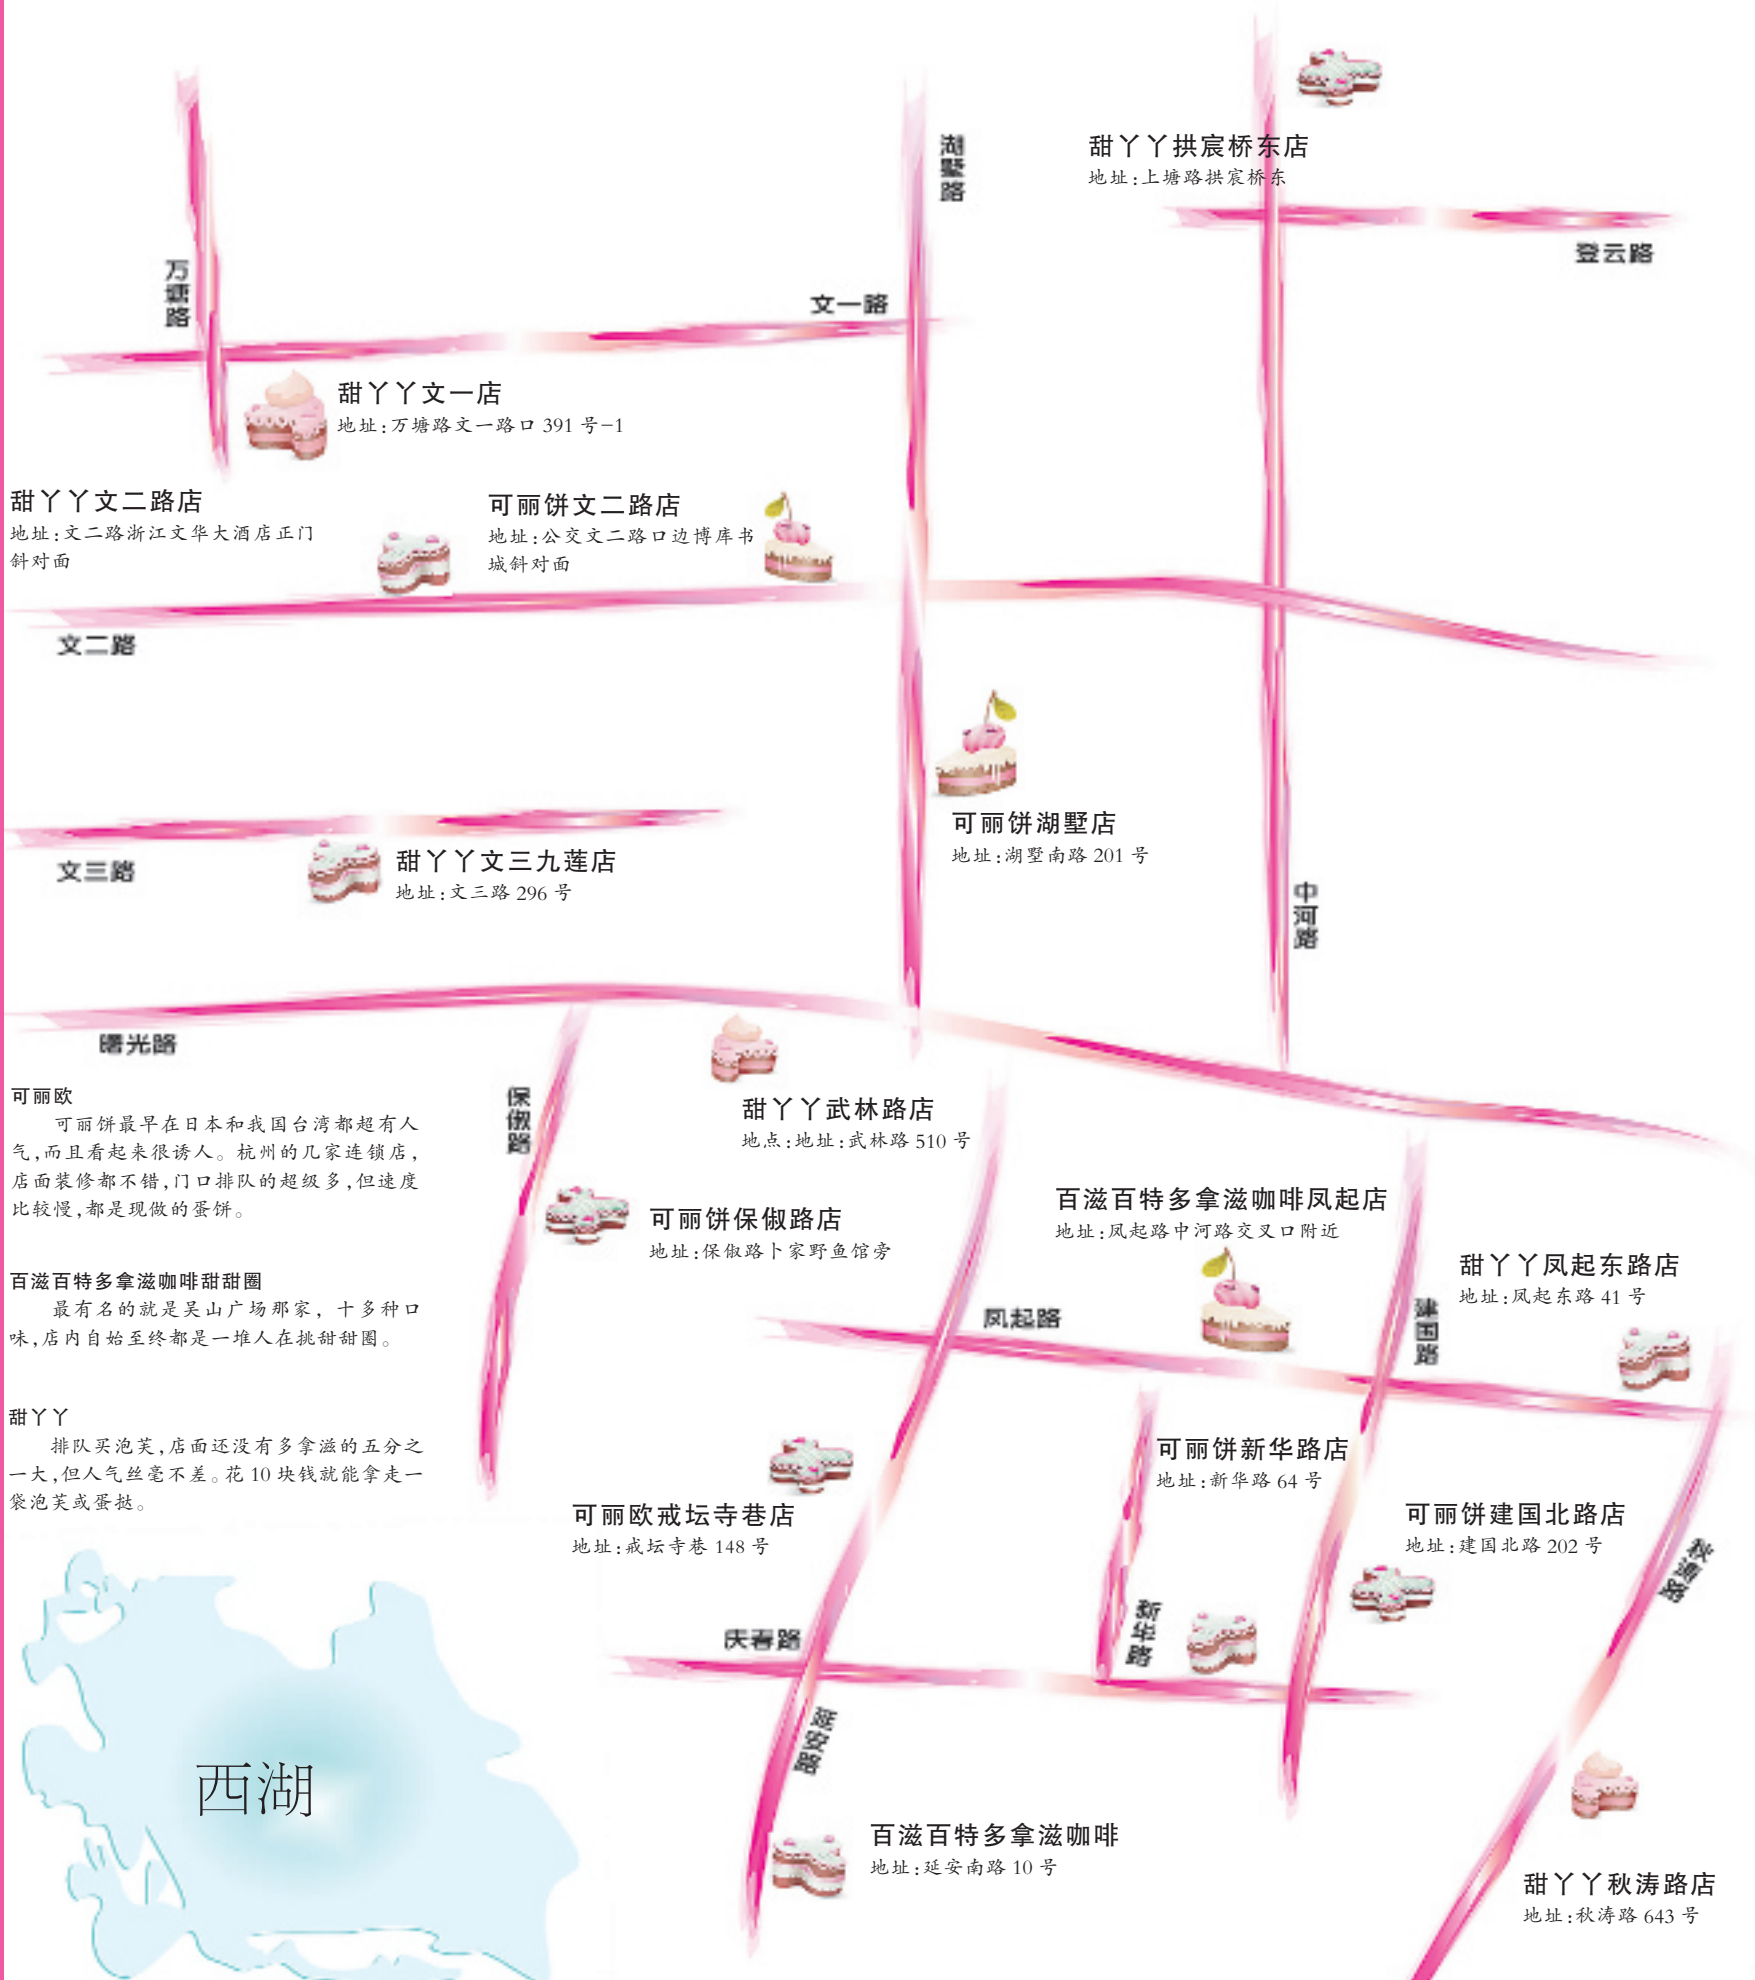 湖墅路
甜丫丫拱宸桥东店
地址:上塘路拱宸桥东
登云路
万塘路
文一路
甜丫丫文一店
地址:万塘路文一路口 391 号-1
甜丫丫文二路店
地址:文二路浙江文华大酒店正门
斜对面
可丽饼文二路店
地址:公交文二路口边博库书
城斜对面
文二路
可丽饼湖墅店
地址:湖墅南路 201 号
文三路
甜丫丫文三九莲店
地址:文三路 296 号
中河路
曙光路
保俶路
甜丫丫武林路店
地点:地址:武林路 510 号
可丽饼保俶路店
地址:保俶路卜家野鱼馆旁
百滋百特多拿滋咖啡凤起店
地址:凤起路中河路交叉口附近
甜丫丫凤起东路店
地址:凤起东路 41 号
凤起路
建国路
可丽欧
可丽饼最早在日本和我国台湾都超有人
气,而且看起来很诱人。杭州的几家连锁店,
店面装修都不错,门口排队的超级多,但速度
比较慢,都是现做的蛋饼。
百滋百特多拿滋咖啡甜甜圈
最有名的就是吴山广场那家,十多种口
味,店内自始至终都是一堆人在挑甜甜圈。
甜丫丫
排队买泡芙,店面还没有多拿滋的五分之
一大,但人气丝毫不差。花 10 块钱就能拿走一
袋泡芙或蛋挞。
可丽饼新华路店
地址:新华路 64 号
可丽欧戒坛寺巷店
地址:戒坛寺巷 148 号
可丽饼建国北路店
地址:建国北路 202 号
秋涛路
新华路
庆春路
延安路
西湖
百滋百特多拿滋咖啡
地址:延安南路 10 号
甜丫丫秋涛路店
地址:秋涛路 643 号